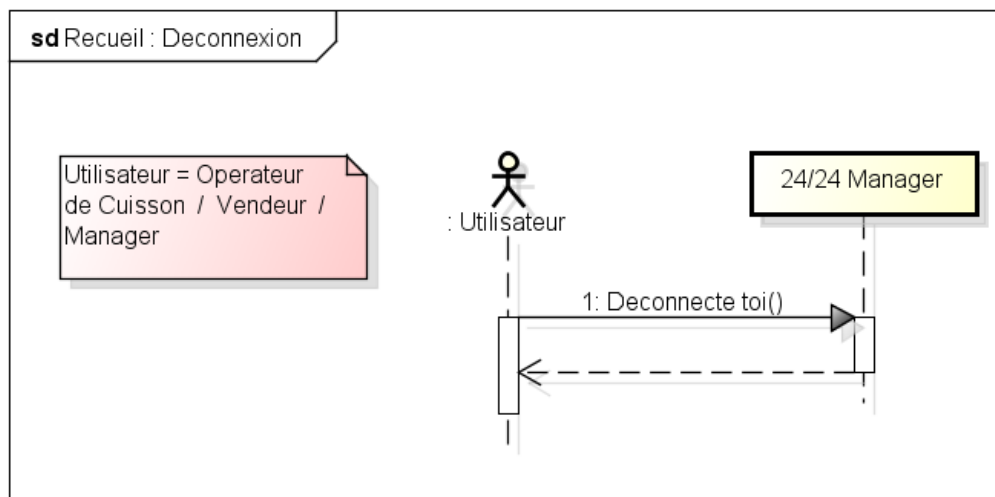 sd Recueil : Deconnexion
Utilisateur = Operateur
de Cuisson / Vendeur /
Manager
: Utilisateur
24/24 Manager
1: Deconnecte toi()